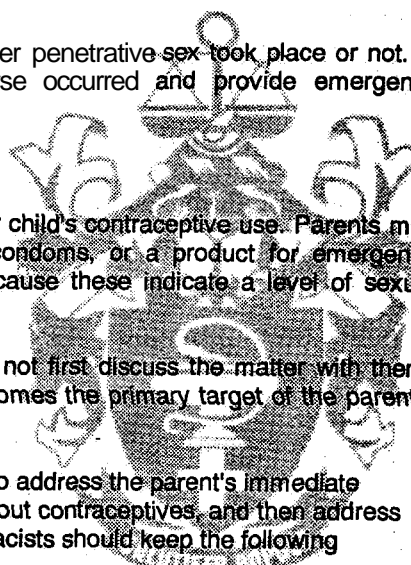 er penetrative sex took place or not.
rse occurred and provide emergen
r child's contraceptive use. Parents m
condoms, or a product for emergen
cause these indicate a level of sexu
not first discuss the matter with then
omes the primary target of the parent
o address the parent's immediate
out contraceptives, and then address
acists should keep the following